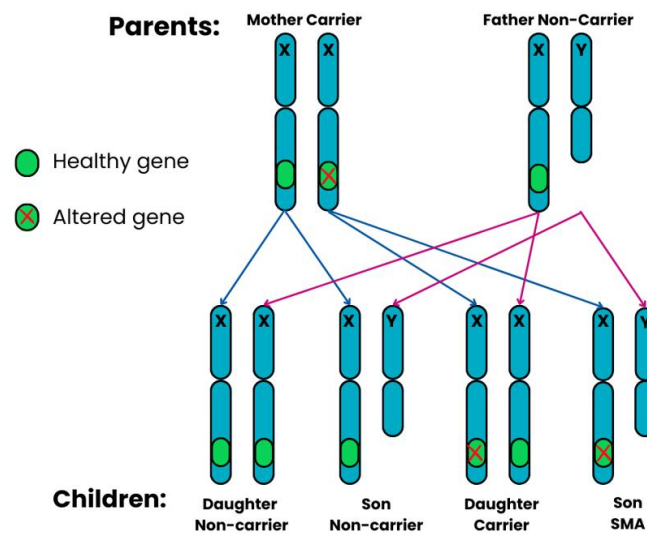 Parents:
Mother Carrier
Father Non-Carrier
X X X Y
Healthy gene
Altered gene
X X X Y X X X Y
Children:
Daughter
Non-carrier
Son
Non-carrier
Daughter
Carrier
Son
SMA